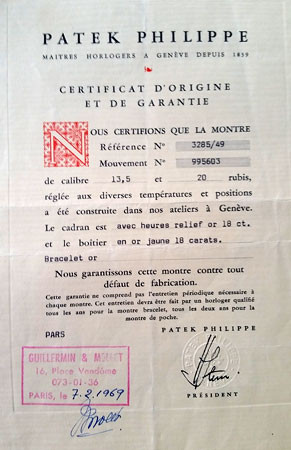 PATEK PHILIPPE
MAITRES HORLOGERS A GENÈVE DEPUIS 1839
CERTIFICAT D'ORIGINE
ET DE GARANTIE
NOUS CERTIFIONS QUE LA MONTRE
Référence Nº 3285/49
Mouvement Nº 995603
de calibre 13,5 et 20 rubis,
réglée aux diverses températures et positions
a été construite dans nos ateliers à Genève.
Le cadran est avec heures relief or 18 ct.
et le boîtier en or jaune 18 carats.
Bracelet or
Nous garantissons cette montre contre tout
défaut de fabrication.
Cette garantie ne comprend pas l'entretien périodique nécessaire à
chaque montre. Cet entretien devra être fait par un horloger qualifié
tous les ans pour la montre bracelet, tous les deux ans pour la
montre de poche.
PARS
PATEK PHILIPPE
GUILLERMIN &
16, Place Vendôme
073-01-36
PARIS, le 7.2.1969
PRÉSIDENT